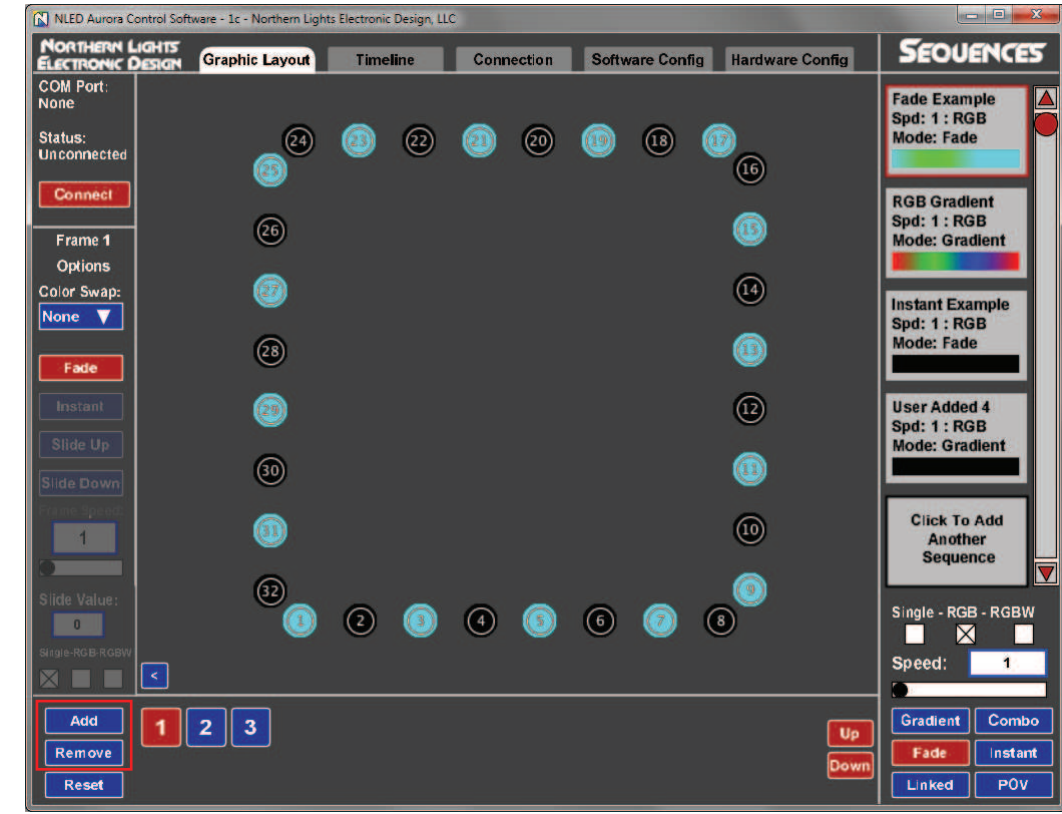 NLED Aurora Control Software - 1c - Northern Lights Electronic Design, LLC
NORTHERN LIGHTS
ELECTRONIC DESIGN
Graphic Layout
Timeline
Connection
Software Config
Hardware Config
SEQUENCES
COM Port:
None
Status:
Unconnected
Connect
Frame 1
Options
Color Swap:
None
Fade
Instant
Slide Up
Slide Down
Frame Speed:
1
Slide Value:
0
Single-RGB-RGBW
24
23
22
21
20
19
18
17
25
16
26
15
27
14
28
13
29
12
30
11
31
10
32
9
1
2
3
4
5
6
7
8
<
Fade Example
Spd: 1 : RGB
Mode: Fade
RGB Gradient
Spd: 1 : RGB
Mode: Gradient
Instant Example
Spd: 1 : RGB
Mode: Fade
User Added 4
Spd: 1 : RGB
Mode: Gradient
Click To Add
Another
Sequence
Single - RGB - RGBW
Speed:
1
Add
Remove
Reset
1
2
3
Up
Down
Gradient
Combo
Fade
Instant
Linked
POV